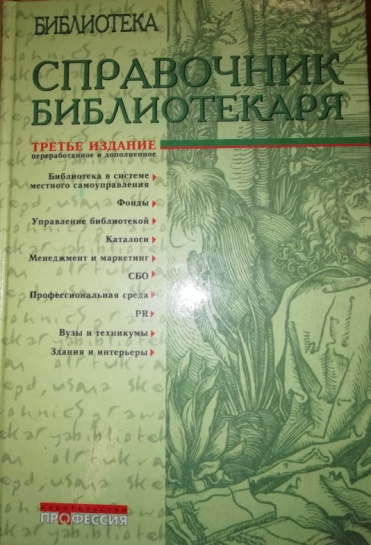 БИБЛИОТЕКА
СПРАВОЧНИК
БИБЛИОТЕКАРЯ
ТРЕТЬЕ ИЗДАНИЕ
переработанное и дополненное
Библиотека в системе
местного самоуправления
Фонды
Управление библиотекой
Каталоги
Менеджмент и маркетинг
СБО
Профессиональная среда
PR
Вузы и техникумы
Здания и интерьеры
ИЗДАТЕЛЬСТВО
ПРОФЕССИЯ